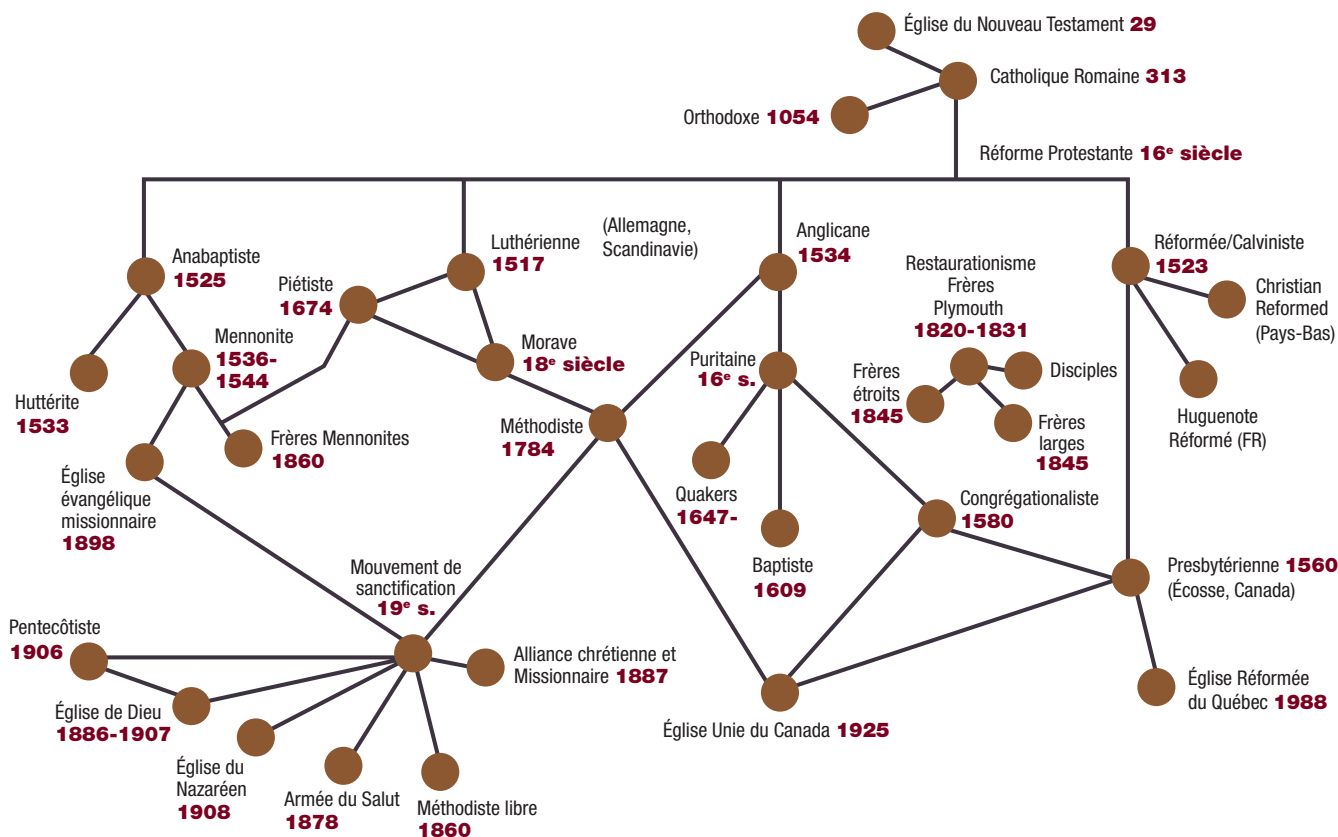 Église du Nouveau Testament 29
Catholique Romaine 313
Orthodoxe 1054
Réforme Protestante 16e siècle
Anabaptiste
1525
Piétiste
1674
Luthérienne
1517
(Allemagne,
Scandinavie)
Anglicane
1534
Restaurationisme
Frères
Plymouth
1820-1831
Réformée/Calviniste
1523
Christian
Reformed
(Pays-Bas)
Mennonite
1536-
1544
Morave
18e siècle
Puritaine
16e s.
Frères
étroits
1845
Disciples
Frères
larges
1845
Huguenote
Réformé (FR)
Huttérite
1533
Frères Mennonites
1860
Méthodiste
1784
Église
évangélique
missionnaire
1898
Quakers
1647-
Baptiste
1609
Congrégationaliste
1580
Presbytérienne 1560
(Écosse, Canada)
Mouvement de
sanctification
19e s.
Pentecôtiste
1906
Alliance chrétienne et
Missionnaire 1887
Église de Dieu
1886-1907
Église du
Nazaréen
1908
Armée du Salut
1878
Méthodiste libre
1860
Église Unie du Canada 1925
Église Réformée
du Québec 1988